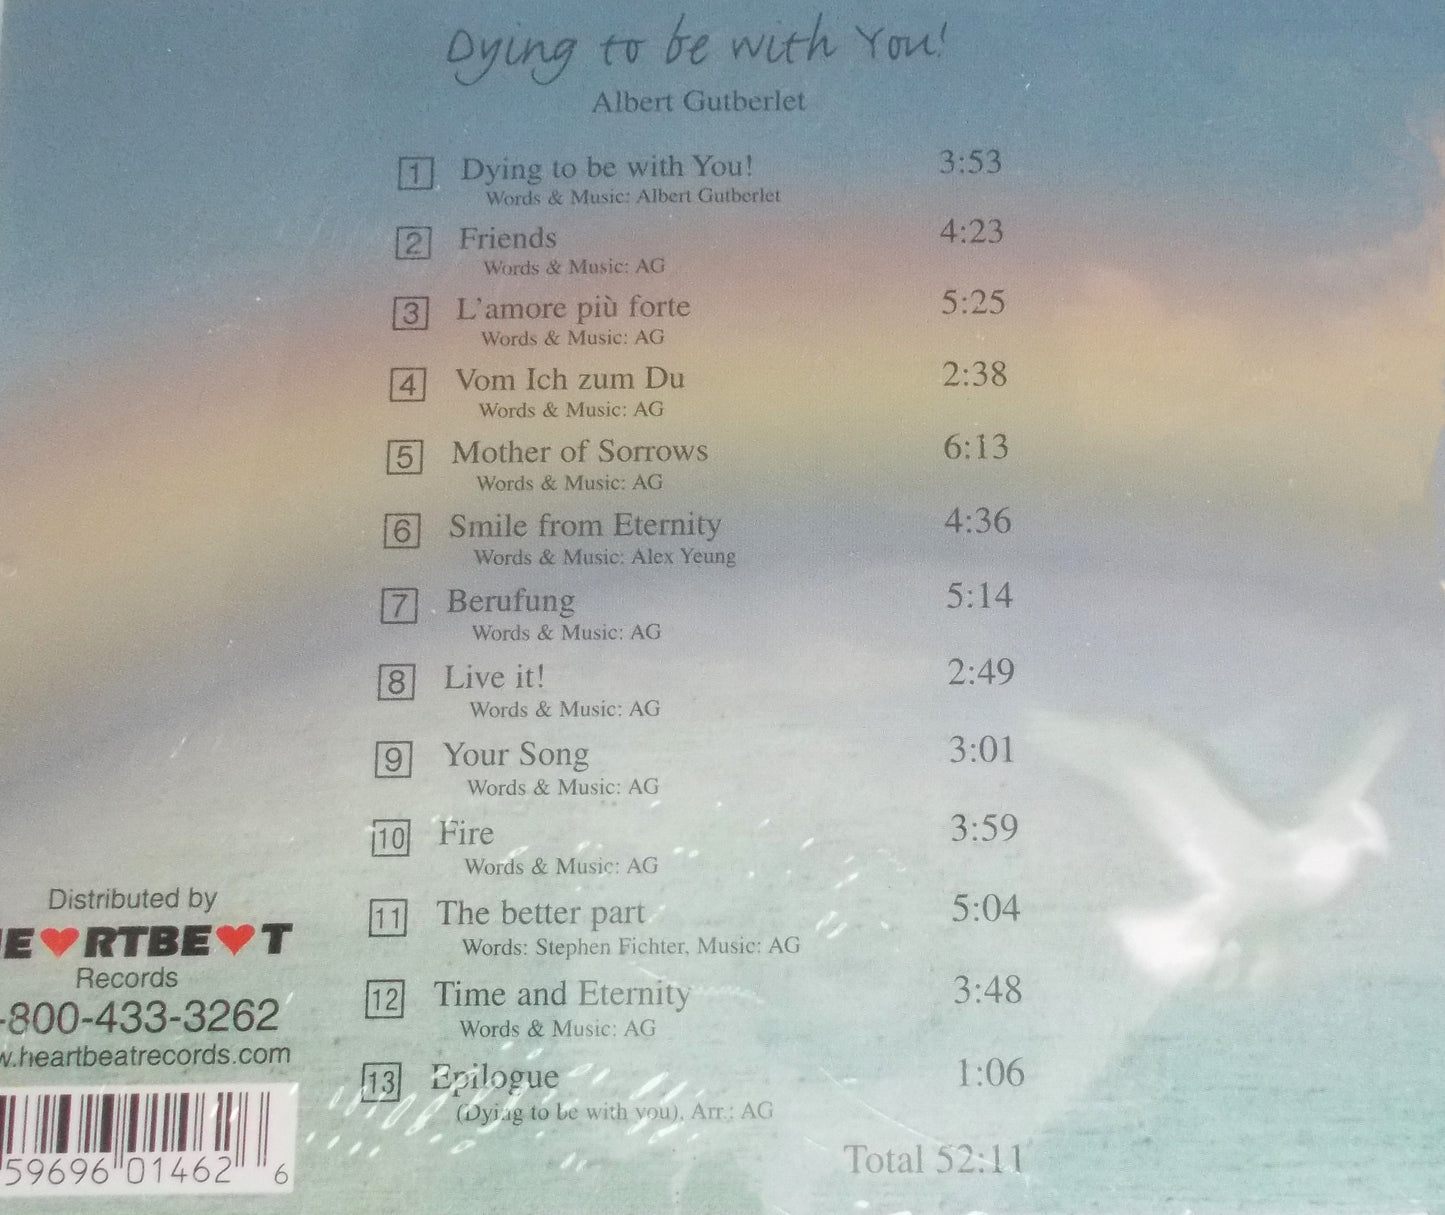 Dying to be with You!
Albert Gutberlet
1 Dying to be with You! 3:53
Words & Music: Albert Gutberlet
2 Friends 4:23
Words & Music: AG
3 L'amore più forte 5:25
Words & Music: AG
4 Vom Ich zum Du 2:38
Words & Music: AG
5 Mother of Sorrows 6:13
Words & Music: AG
6 Smile from Eternity 4:36
Words & Music: Alex Yeung
7 Berufung 5:14
Words & Music: AG
8 Live it! 2:49
Words & Music: AG
9 Your Song 3:01
Words & Music: AG
10 Fire 3:59
Words & Music: AG
11 The better part 5:04
Words: Stephen Fichter, Music: AG
12 Time and Eternity 3:48
Words & Music: AG
13 Epilogue 1:06
(Dying to be with you), Arr.: AG
Total 52:11
Distributed by
HE♥RTBE♥T
Records
-800-433-3262
w.heartbeatrecords.com
59696 01462 6